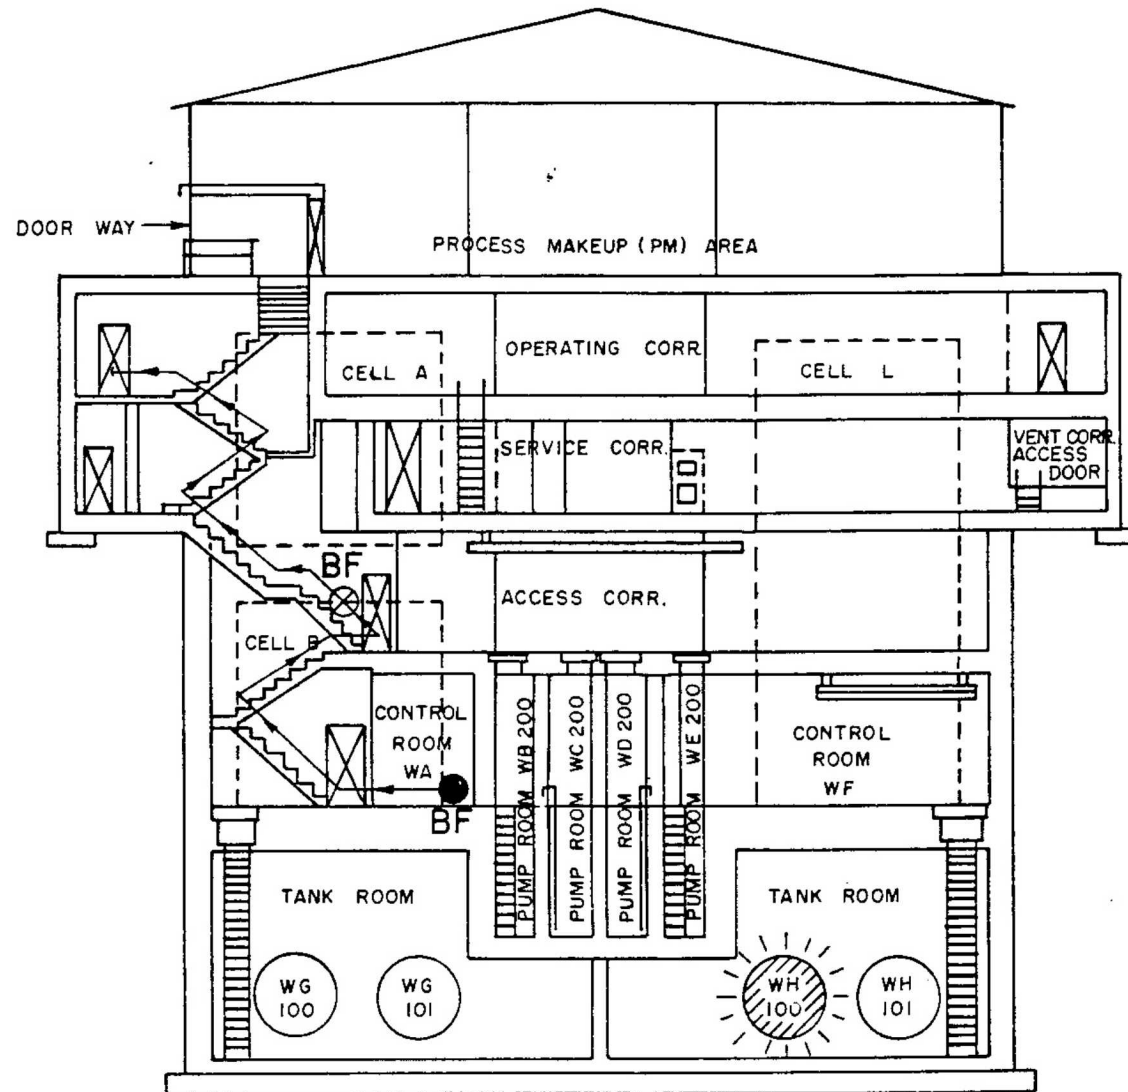 DOOR WAY
PROCESS MAKEUP (PM) AREA
OPERATING CORR.
CELL A
CELL L
SERVICE CORR.
VENT CORR.
ACCESS
DOOR
BF
ACCESS CORR.
CELL B
CONTROL
ROOM
WA
BF
PUMP ROOM WB 200
PUMP ROOM WC 200
PUMP ROOM WD 200
PUMP ROOM WE 200
CONTROL
ROOM
WF
TANK ROOM
TANK ROOM
WG
100
WG
101
WH
100
WH
101